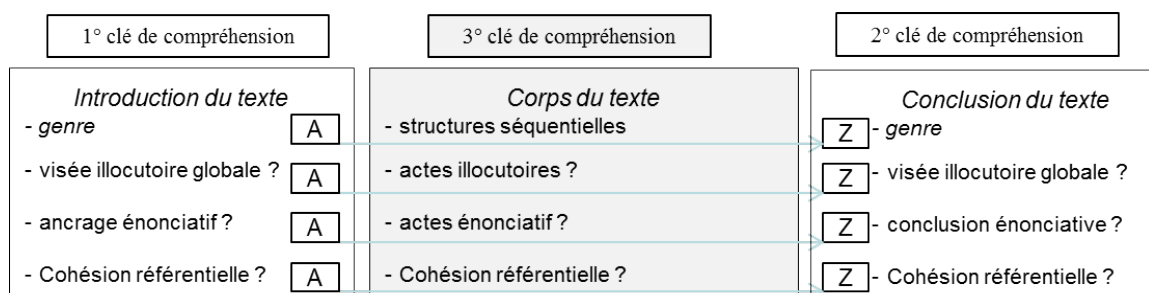 1° clé de compréhension
3° clé de compréhension
2° clé de compréhension
Introduction du texte
- genre
A
- visée illocutoire globale ?
A
- ancrage énonciatif ?
A
- Cohésion référentielle ?
A
Corps du texte
- structures séquentielles
- actes illocutoires ?
- actes énonciatif ?
- Cohésion référentielle ?
Conclusion du texte
Z
- genre
Z
- visée illocutoire globale ?
Z
- conclusion énonciative ?
Z
- Cohésion référentielle ?